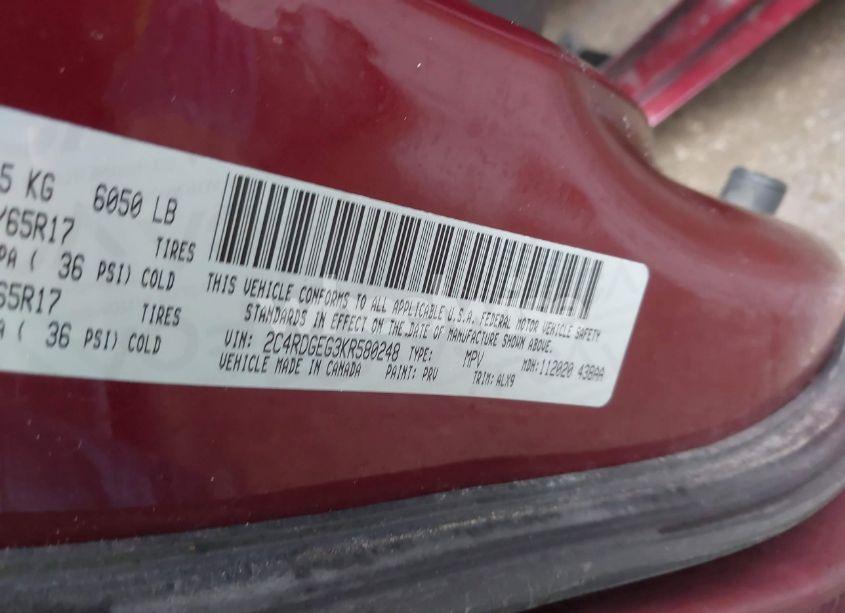 5 KG 6050 LB
/65R17 TIRES
PA ( 36 PSI) COLD
65R17 TIRES
A ( 36 PSI) COLD
THIS VEHICLE CONFORMS TO ALL APPLICABLE U.S.A. FEDERAL MOTOR VEHICLE SAFETY
STANDARDS IN EFFECT ON THE DATE OF MANUFACTURE SHOWN ABOVE.
VIN: 2C4RDGEG3KR580248 TYPE: MPV MDH: 112020 438AA
VEHICLE MADE IN CANADA PAINT: PRV TRIM: ALX9